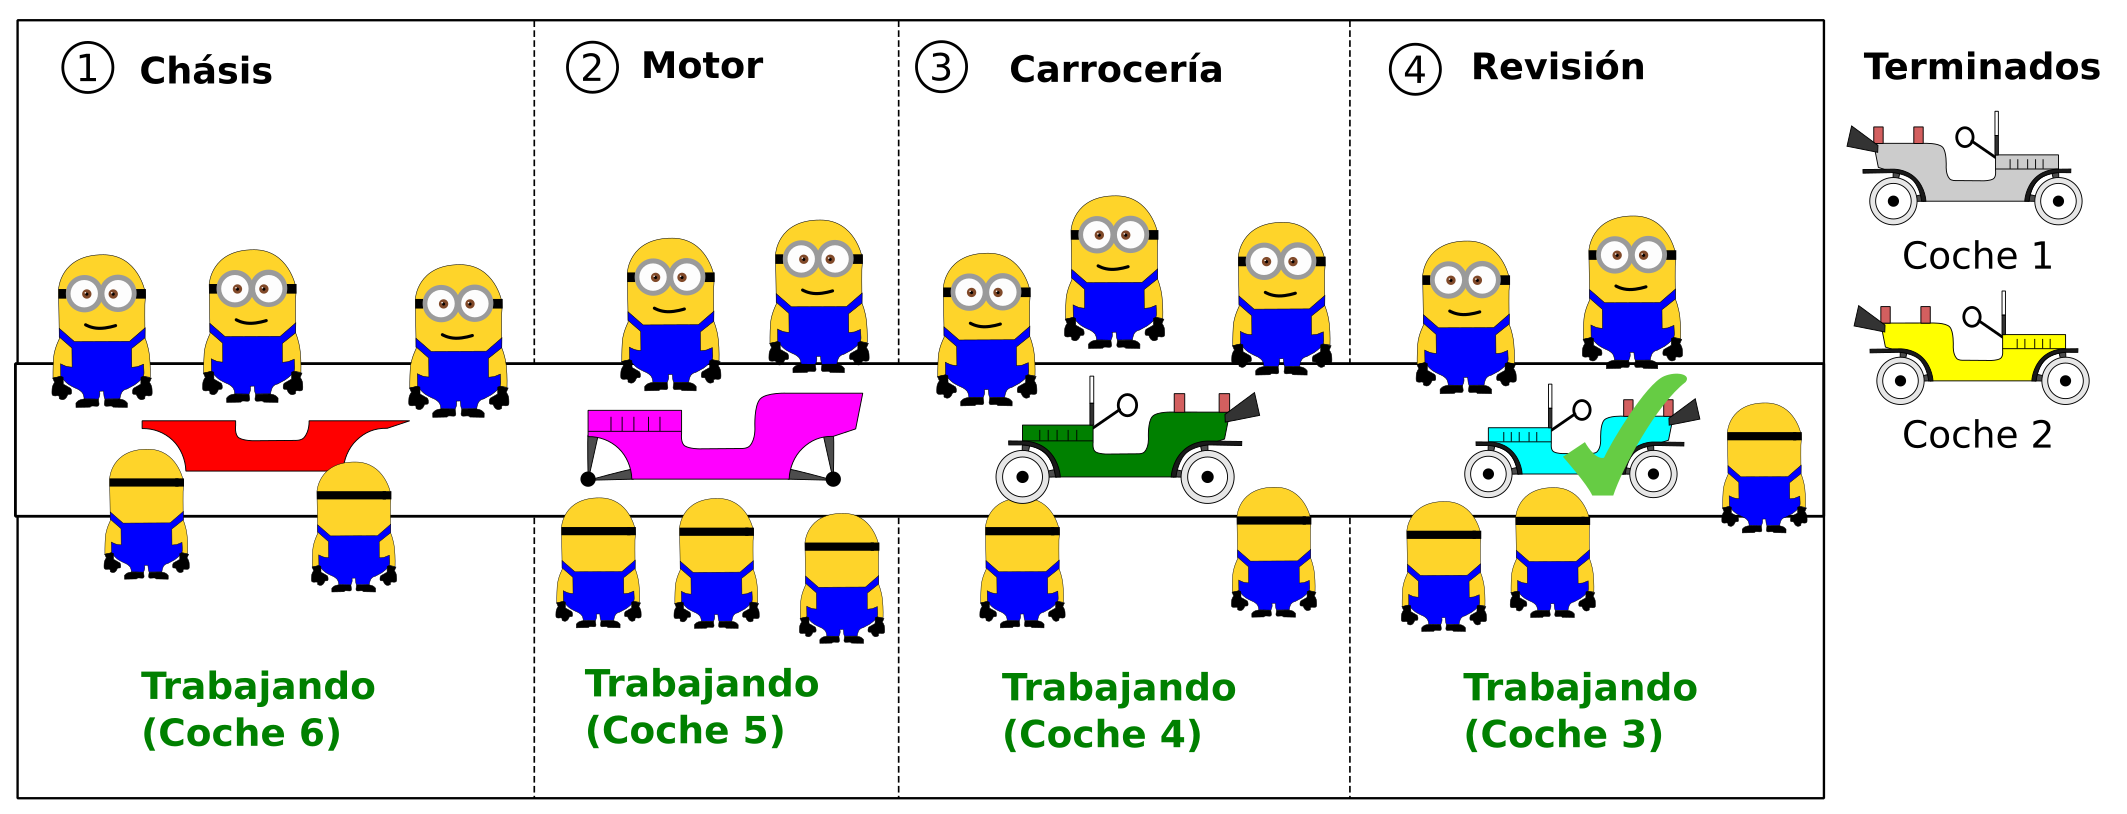 1 Chásis
2 Motor
3 Carrocería
4 Revisión
Terminados
Coche 1
Coche 2
Trabajando
(Coche 6)
Trabajando
(Coche 5)
Trabajando
(Coche 4)
Trabajando
(Coche 3)